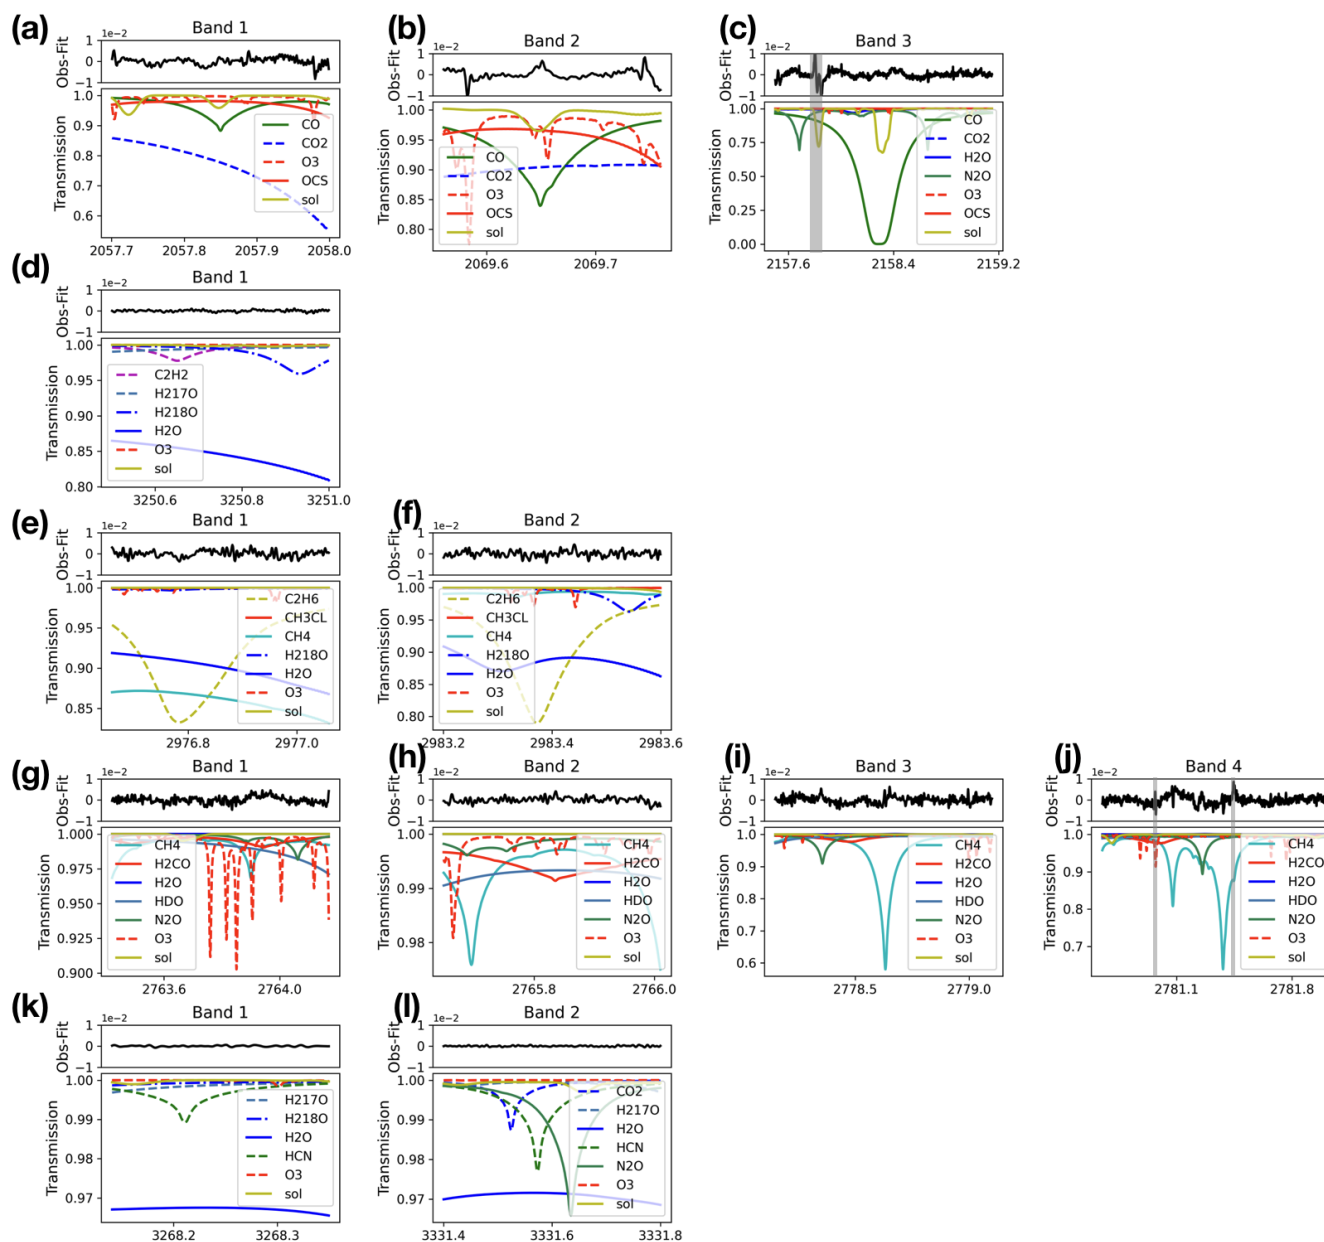 (a)
Band 1
1e−2
Obs-Fit
1
0
−1
Transmission
1.0
0.9
0.8
0.7
0.6
CO
CO2
O3
OCS
sol
2057.7 2057.8 2057.9 2058.0
(b)
Band 2
1e−2
Obs-Fit
1
0
−1
Transmission
1.00
0.95
0.90
0.85
0.80
CO
CO2
O3
OCS
sol
2069.6 2069.7
(c)
Band 3
1e−2
Obs-Fit
1
0
−1
Transmission
1.00
0.75
0.50
0.25
0.00
CO
CO2
H2O
N2O
O3
OCS
sol
2157.6 2158.4 2159.2
(d)
Band 1
1e−2
Obs-Fit
1
0
−1
Transmission
1.00
0.95
0.90
0.85
0.80
C2H2
H217O
H218O
H2O
O3
sol
3250.6 3250.8 3251.0
(e)
Band 1
1e−2
Obs-Fit
1
0
−1
Transmission
1.00
0.95
0.90
0.85
C2H6
CH3CL
CH4
H218O
H2O
O3
sol
2976.8 2977.0
(f)
Band 2
1e−2
Obs-Fit
1
0
−1
Transmission
1.00
0.95
0.90
0.85
0.80
C2H6
CH3CL
CH4
H218O
H2O
O3
sol
2983.2 2983.4 2983.6
(g)
Band 1
1e−2
Obs-Fit
1
0
−1
Transmission
1.000
0.975
0.950
0.925
0.900
CH4
H2CO
H2O
HDO
N2O
O3
sol
2763.6 2764.0
(h)
Band 2
1e−2
Obs-Fit
1
0
−1
Transmission
1.00
0.99
0.98
CH4
H2CO
H2O
HDO
N2O
O3
sol
2765.8 2766.0
(i)
Band 3
1e−2
Obs-Fit
1
0
−1
Transmission
1.0
0.9
0.8
0.7
0.6
CH4
H2CO
H2O
HDO
N2O
O3
sol
2778.5 2779.0
(j)
Band 4
1e−2
Obs-Fit
1
0
−1
Transmission
1.0
0.9
0.8
0.7
CH4
H2CO
H2O
HDO
N2O
O3
sol
2781.1 2781.8
(k)
Band 1
1e−2
Obs-Fit
1
0
−1
Transmission
1.00
0.99
0.98
0.97
H217O
H218O
H2O
HCN
O3
sol
3268.2 3268.3
(l)
Band 2
1e−2
Obs-Fit
1
0
−1
Transmission
1.00
0.99
0.98
0.97
CO2
H217O
H2O
HCN
N2O
O3
sol
3331.4 3331.6 3331.8